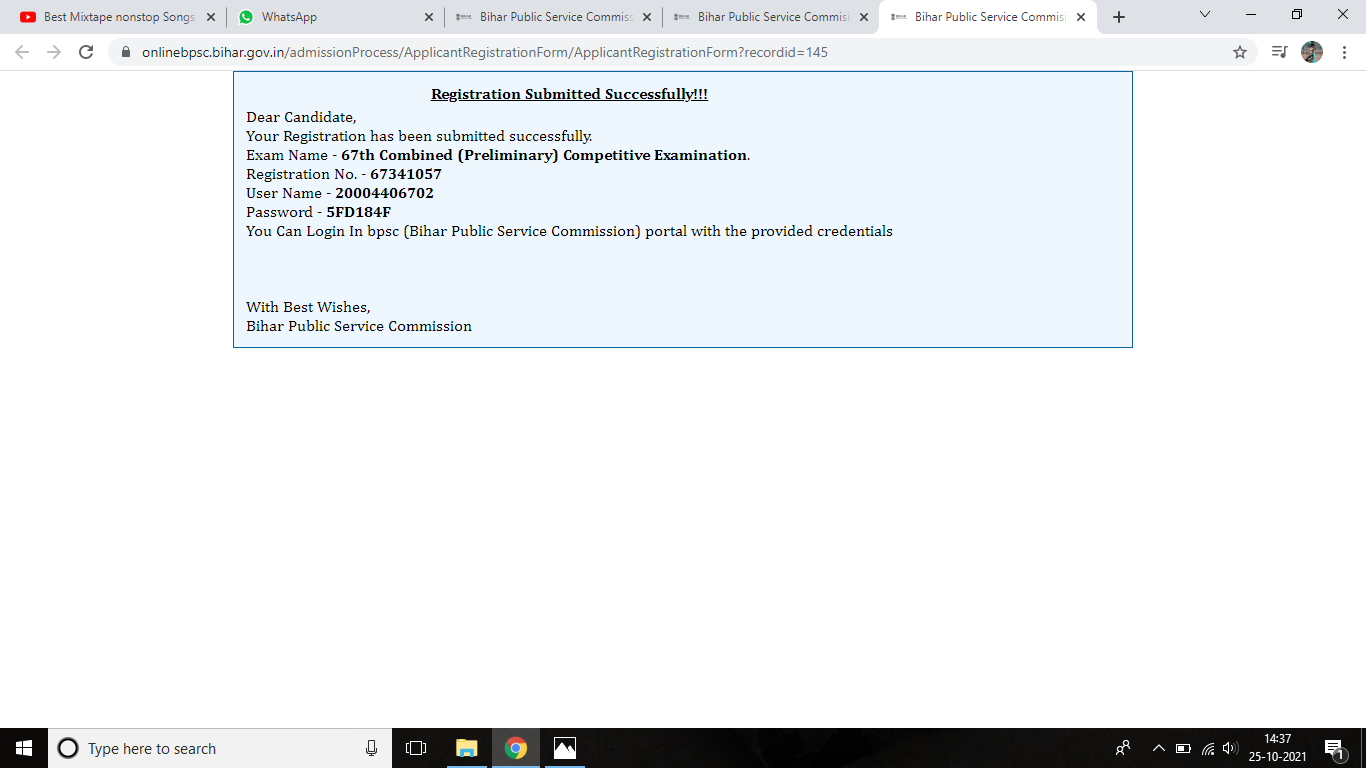 Best Mixtape nonstop Songs
WhatsApp
Bihar Public Service Commiss
Bihar Public Service Commissi
Bihar Public Service Commissi
onlinebpsc.bihar.gov.in/admissionProcess/ApplicantRegistrationForm/ApplicantRegistrationForm?recordid=145
Registration Submitted Successfully!!!
Dear Candidate,
Your Registration has been submitted successfully.
Exam Name - 67th Combined (Preliminary) Competitive Examination.
Registration No. - 67341057
User Name - 20004406702
Password - 5FD184F
You Can Login In bpsc (Bihar Public Service Commission) portal with the provided credentials
With Best Wishes,
Bihar Public Service Commission
Type here to search
14:37
25-10-2021
1